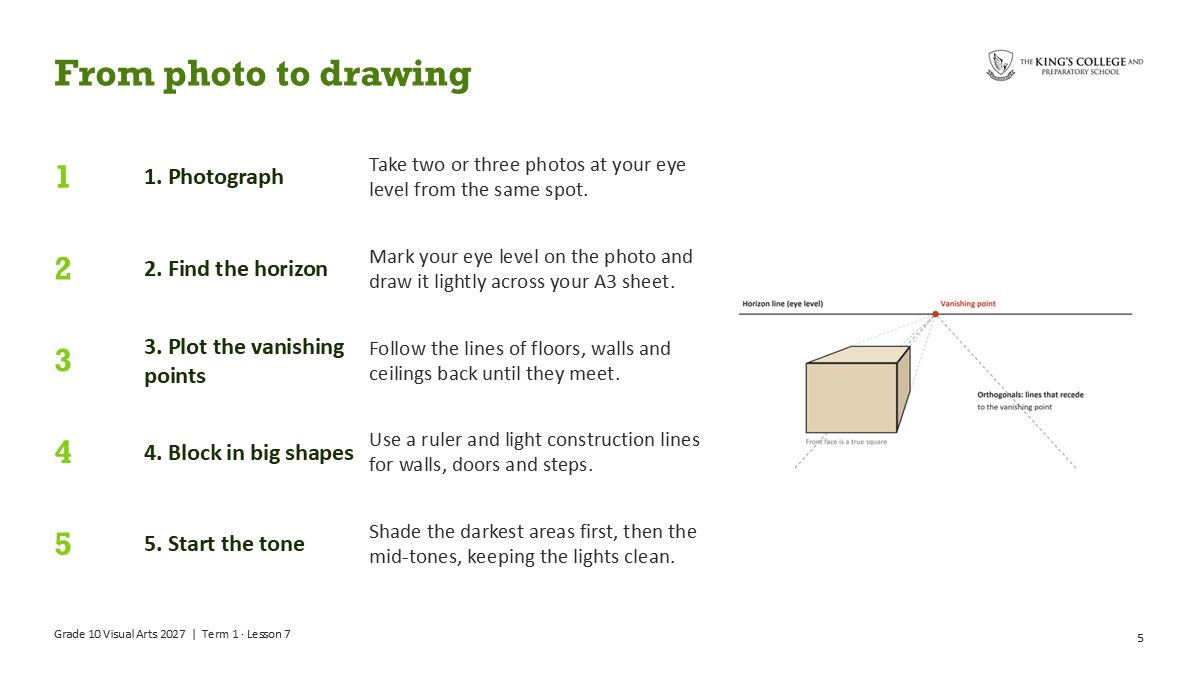 From photo to drawing
THE KING'S COLLEGE AND
PREPARATORY SCHOOL
1
1. Photograph
Take two or three photos at your eye
level from the same spot.
2
2. Find the horizon
Mark your eye level on the photo and
draw it lightly across your A3 sheet.
3
3. Plot the vanishing
points
Follow the lines of floors, walls and
ceilings back until they meet.
4
4. Block in big shapes
Use a ruler and light construction lines
for walls, doors and steps.
5
5. Start the tone
Shade the darkest areas first, then the
mid-tones, keeping the lights clean.
Horizon line (eye level)
Vanishing point
Orthogonals: lines that recede
to the vanishing point
Front face is a true square
Grade 10 Visual Arts 2027 | Term 1 · Lesson 7
5